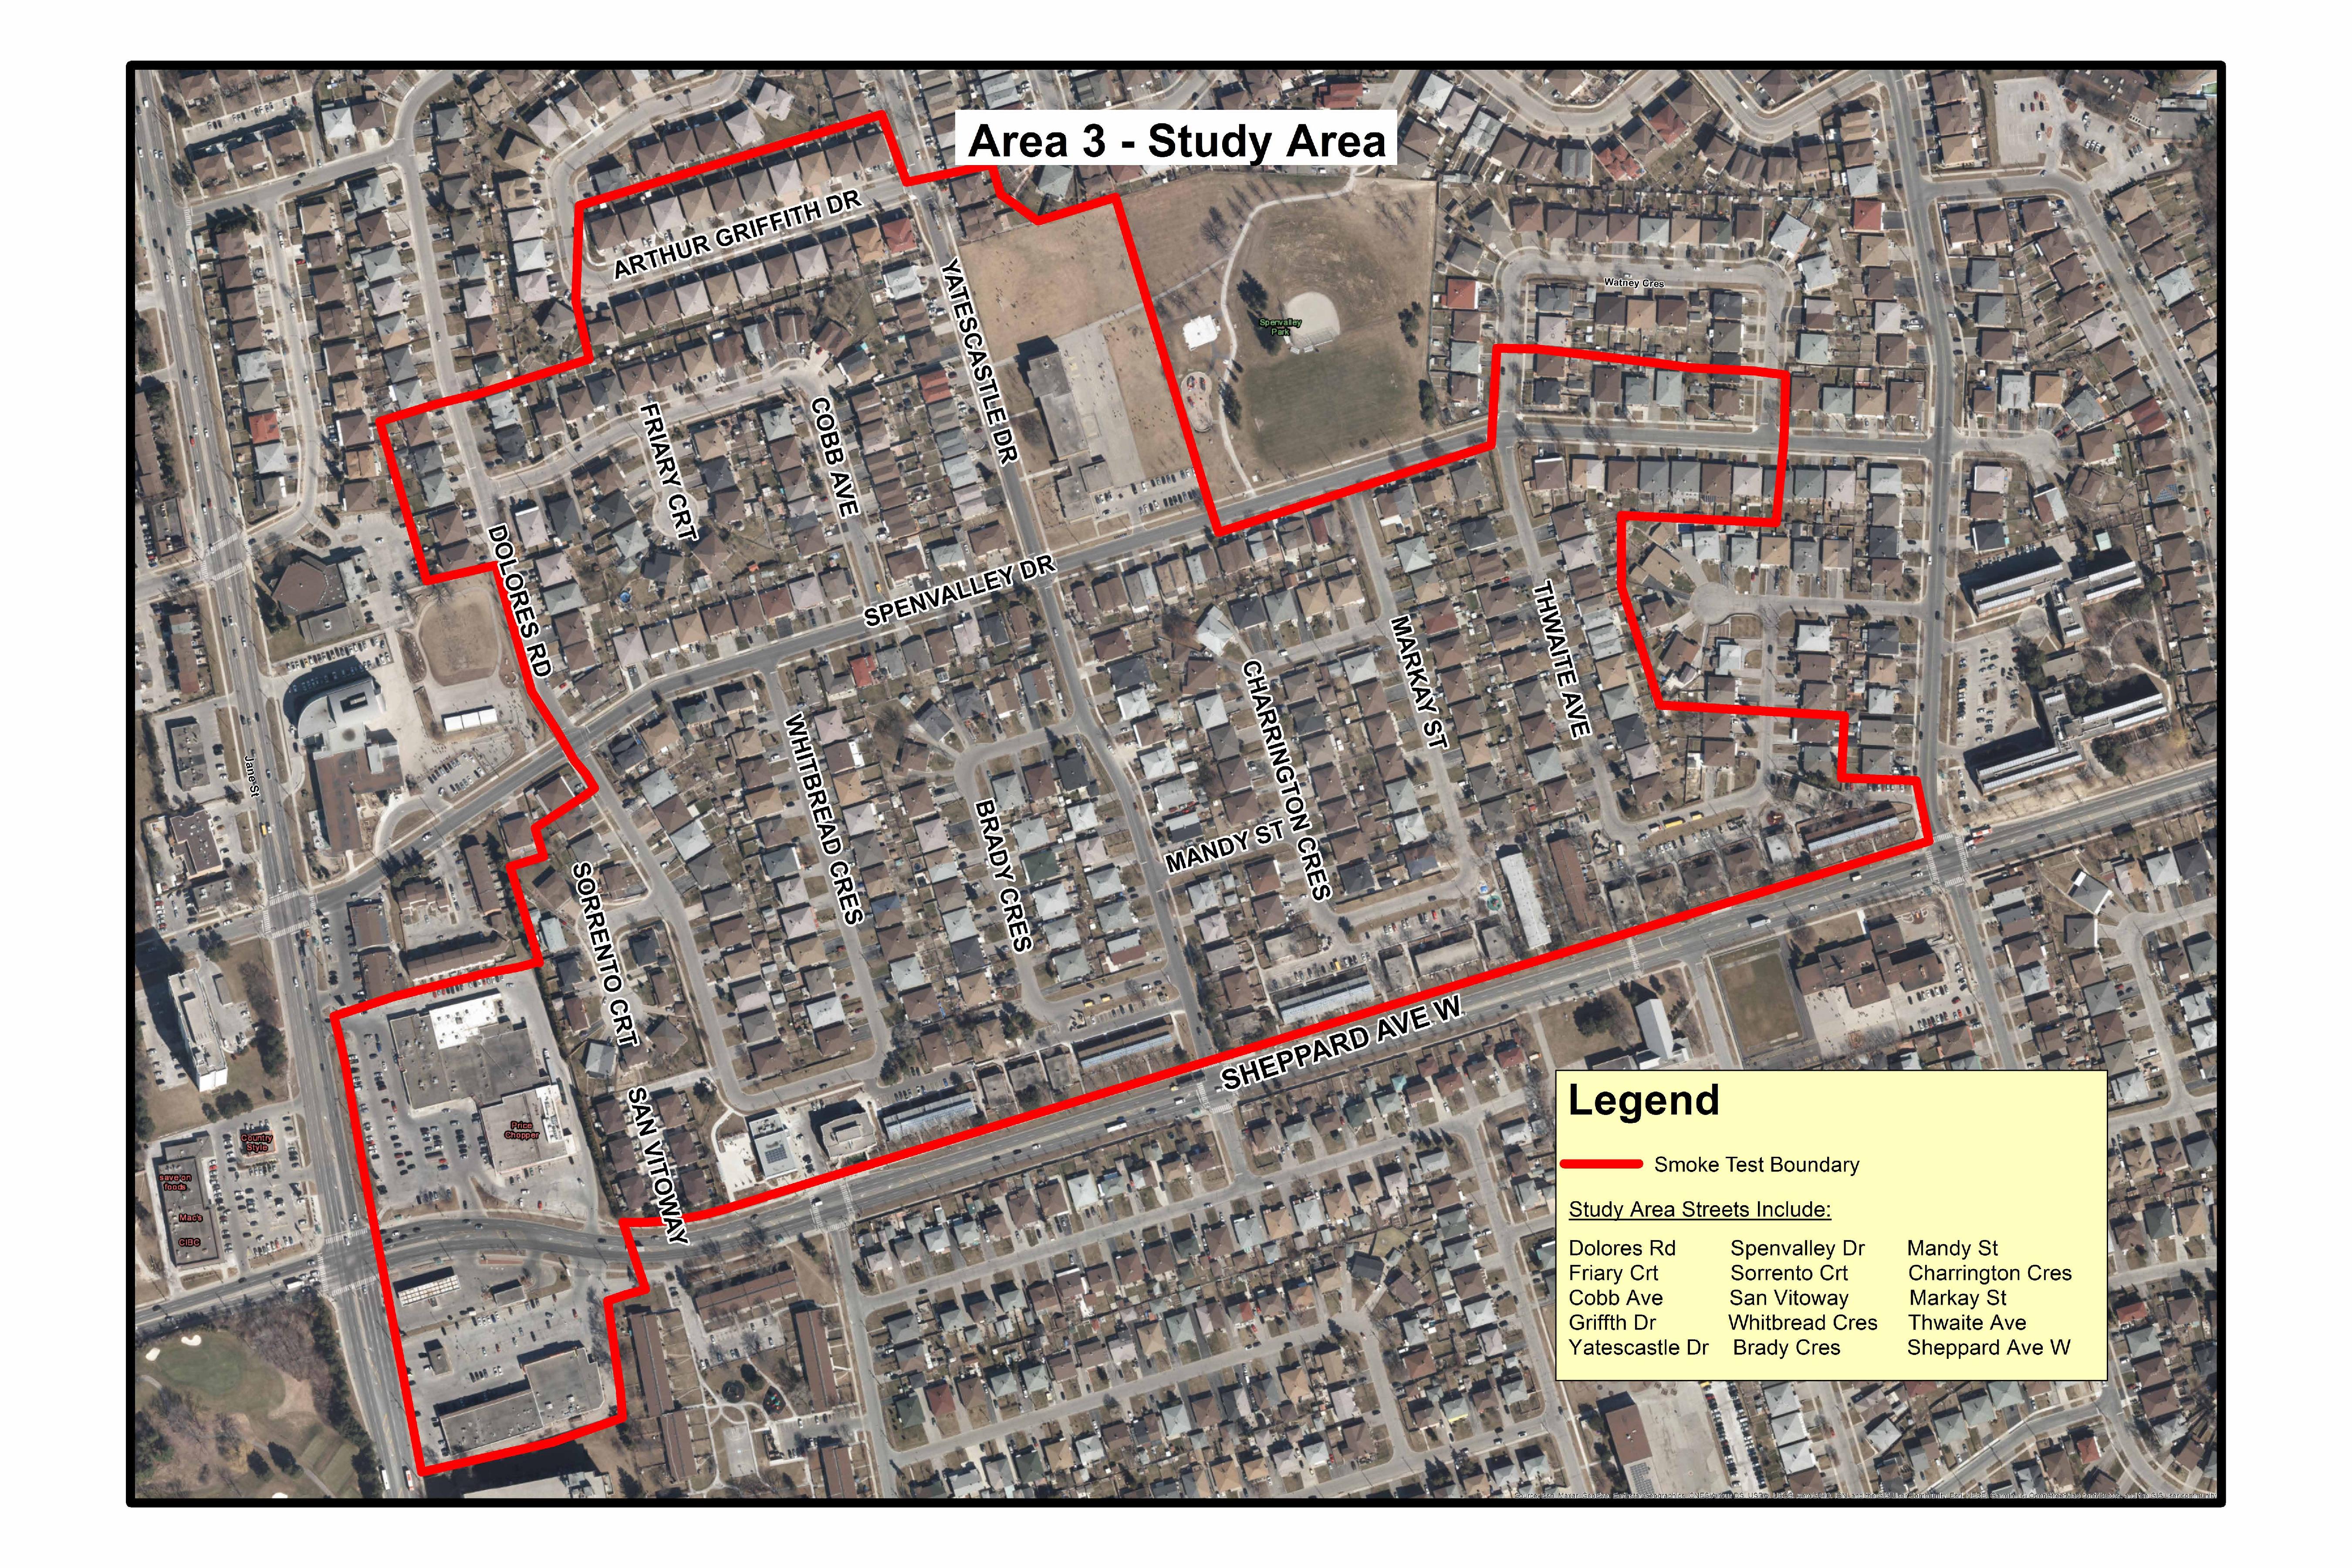 Area 3 - Study Area
ARTHUR GRIFFITH DR
YATESCASTLE DR
Watney Cres
Spenvalley
Park
FRIARY CRT
COBB AVE
DOLORES RD
SPENVALLEY DR
THWAITE AVE
MARKAY ST
CHARRINGTON CRES
WHITBREAD CRES
Jane St
BRADY CRES
MANDY ST
SORRENTO CRT
SHEPPARD AVE W
SAN VITOWAY
Price
Chopper
Country
Style
save on
foods
Mac's
CIBC
Legend
Smoke Test Boundary
Study Area Streets Include:
Dolores Rd Spenvalley Dr Mandy St
Friary Crt Sorrento Crt Charrington Cres
Cobb Ave San Vitoway Markay St
Griffth Dr Whitbread Cres Thwaite Ave
Yatescastle Dr Brady Cres Sheppard Ave W